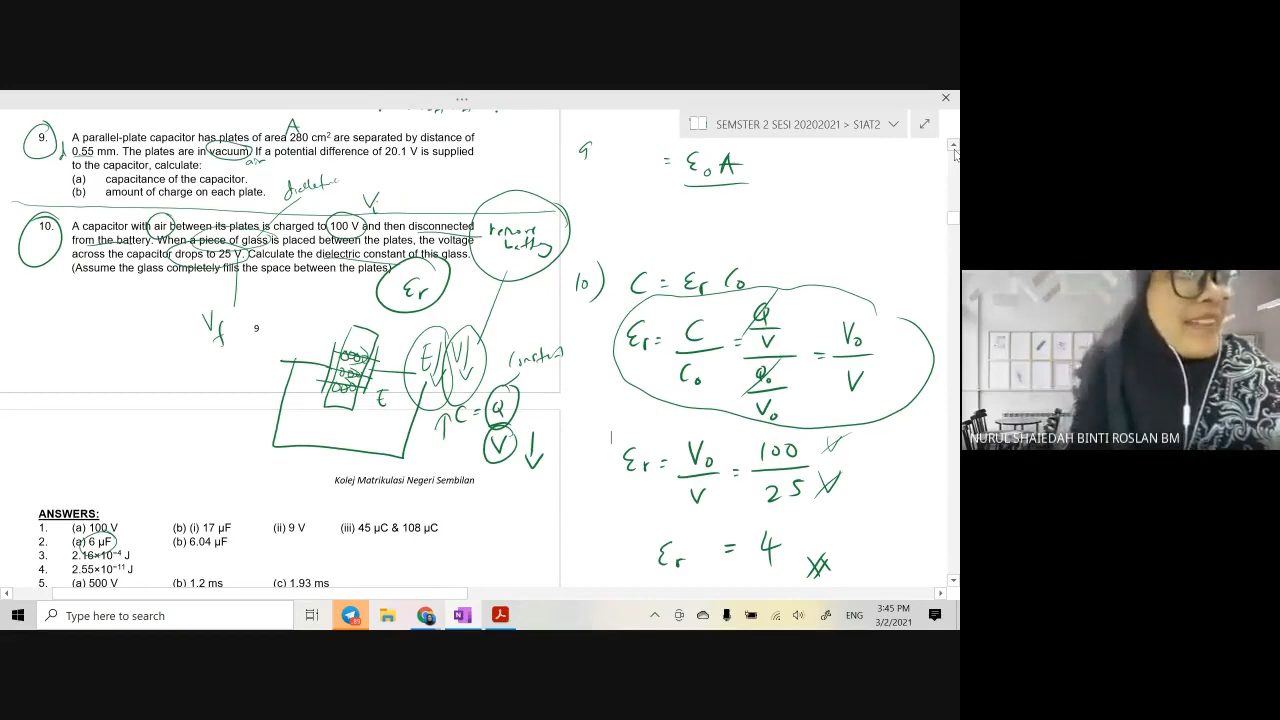 SEMSTER 2 SESI 20202021 > S1AT2
A
9. A parallel-plate capacitor has plates of area 280 cm² are separated by distance of
d 0.55 mm. The plates are in vacuum. If a potential difference of 20.1 V is supplied
air
to the capacitor, calculate:
(a) capacitance of the capacitor.
(b) amount of charge on each plate.
dielectric
Vi
10. A capacitor with air between its plates is charged to 100 V and then disconnected
from the battery. When a piece of glass is placed between the plates, the voltage
across the capacitor drops to 25 V. Calculate the dielectric constant of this glass.
(Assume the glass completely fills the space between the plates)
remove
battery
εr
Vf
9
E↓ V↓
constant
E
↑ C = Q
V ↓
Kolej Matrikulasi Negeri Sembilan
ANSWERS:
1. (a) 100 V (b) (i) 17 μF (ii) 9 V (iii) 45 μC & 108 μC
2. (a) 6 μF (b) 6.04 μF
3. 2.16×10⁻⁴ J
4. 2.55×10⁻¹¹ J
5. (a) 500 V (b) 1.2 ms (c) 1.93 ms
9 = ε₀A
10) C = εr C₀
εr = C / C₀ = (Q / V) / (Q₀ / V₀) = V₀ / V
εr = V₀ / V = 100 / 25
εr = 4
NURUL SHAIEDAH BINTI ROSLAN BM
Type here to search
89
ENG
3:45 PM
3/2/2021